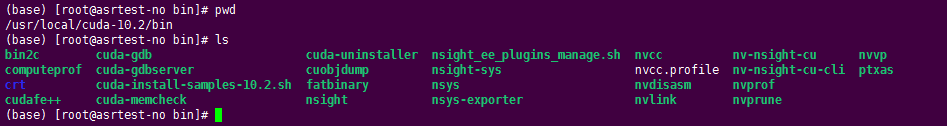 (base) [root@asrtest-no bin]# pwd
/usr/local/cuda-10.2/bin
(base) [root@asrtest-no bin]# ls
bin2c        cuda-gdb                      cuda-uninstaller  nsight_ee_plugins_manage.sh  nvcc          nv-nsight-cu      nvvp
computeprof  cuda-gdbserver                cuobjdump         nsight-sys                   nvcc.profile  nv-nsight-cu-cli  ptxas
crt          cuda-install-samples-10.2.sh  fatbinary         nsys                         nvdisasm      nvprof
cudafe++     cuda-memcheck                 nsight            nsys-exporter                nvlink        nvprune
(base) [root@asrtest-no bin]#